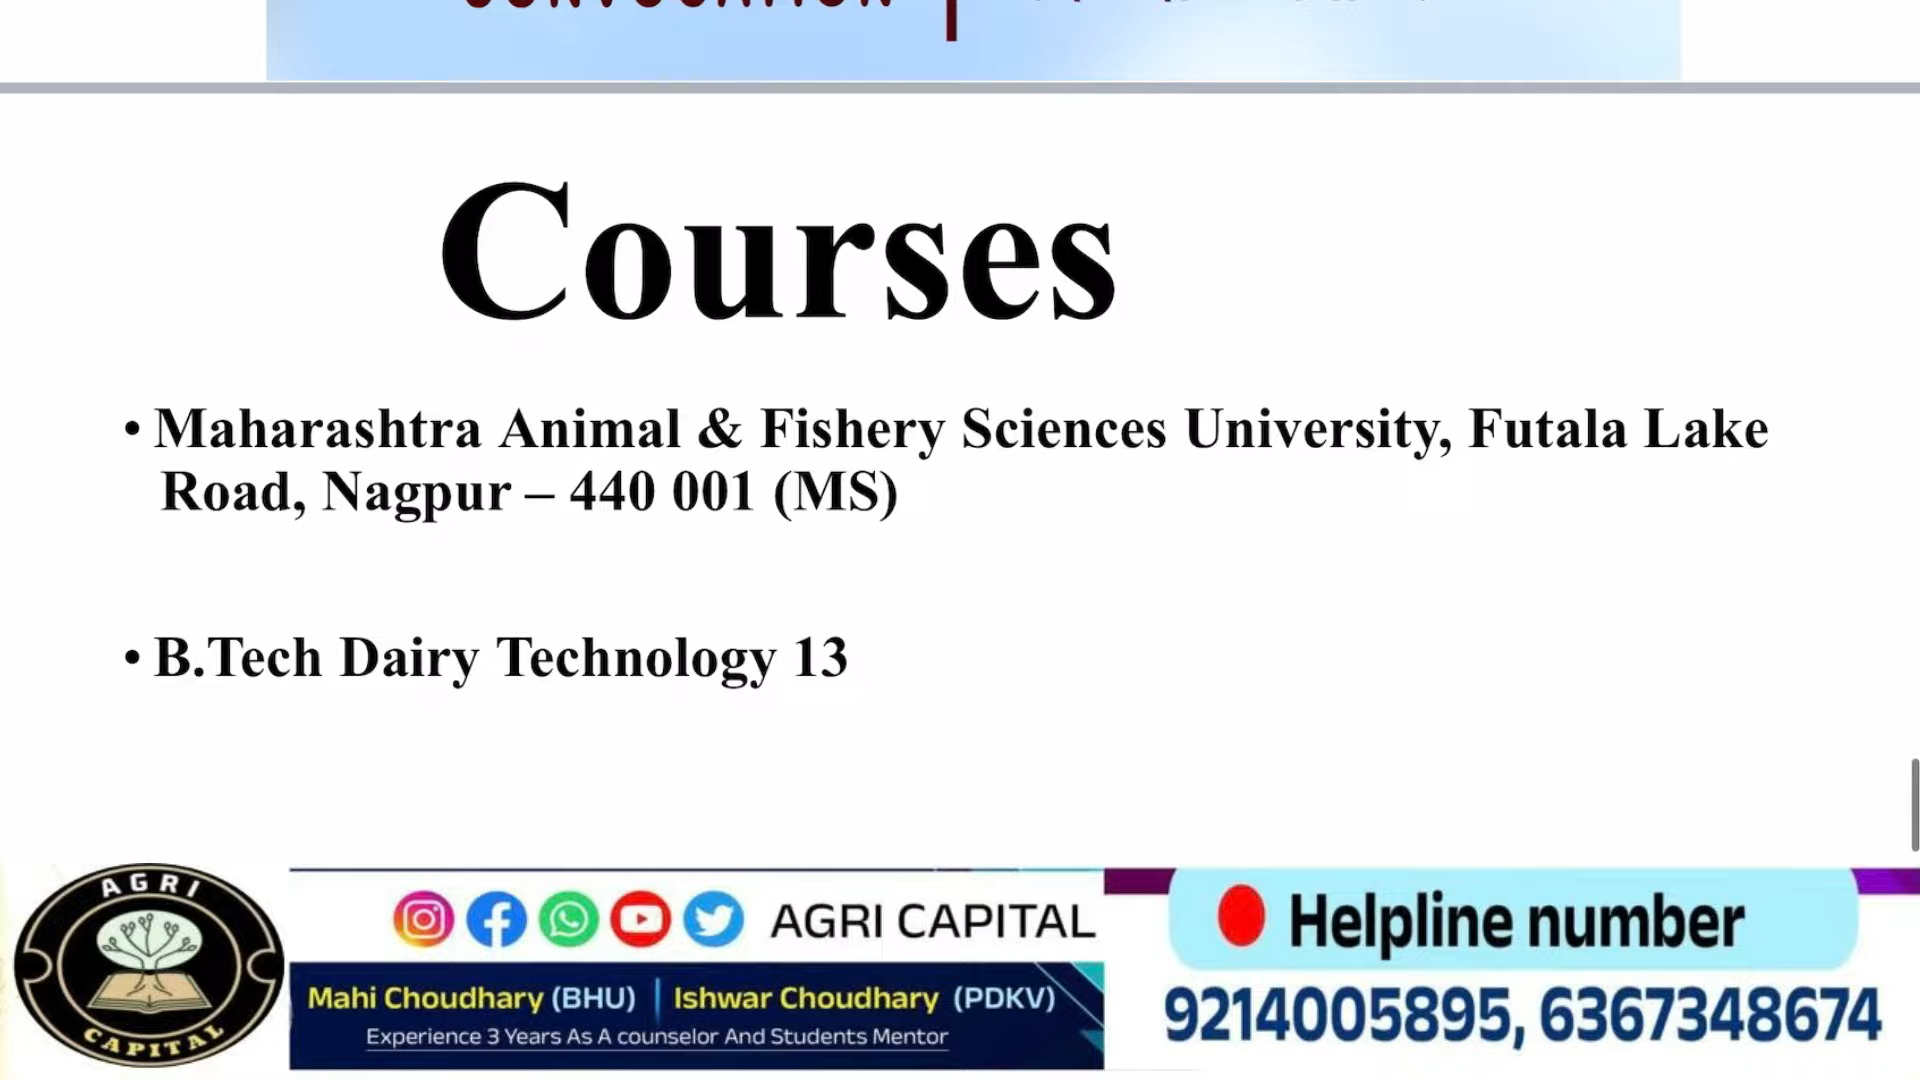 CONVOCATION
Courses
• Maharashtra Animal & Fishery Sciences University, Futala Lake
Road, Nagpur – 440 001 (MS)
• B.Tech Dairy Technology 13
AGRI
CAPITAL
AGRI CAPITAL
Mahi Choudhary (BHU) | Ishwar Choudhary (PDKV)
Experience 3 Years As A counselor And Students Mentor
Helpline number
9214005895, 6367348674